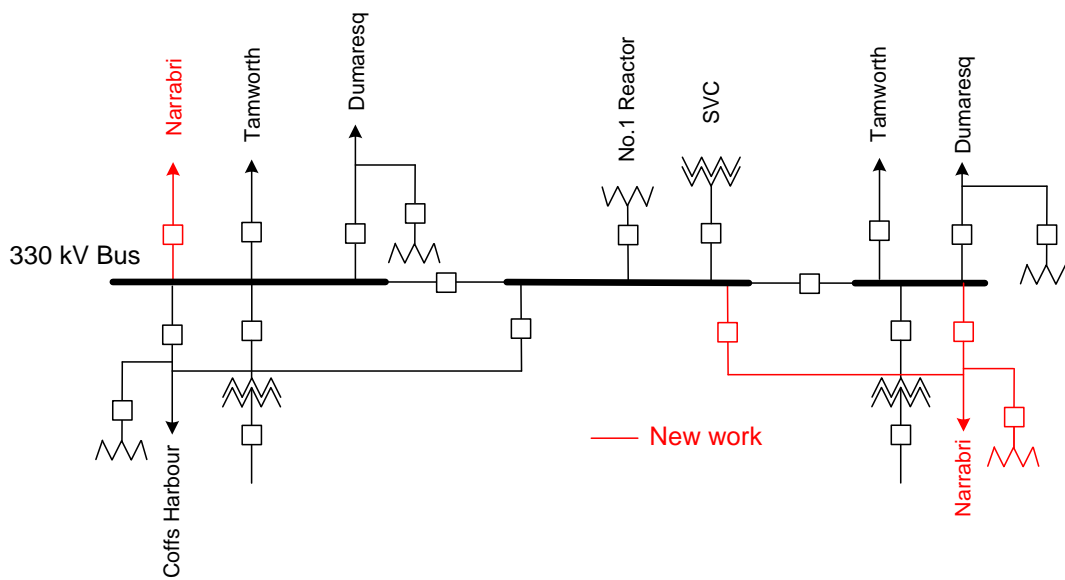 Narrabri
Tamworth
Dumaresq
No.1 Reactor
SVC
Tamworth
Dumaresq
330 kV Bus
New work
Coffs Harbour
Narrabri